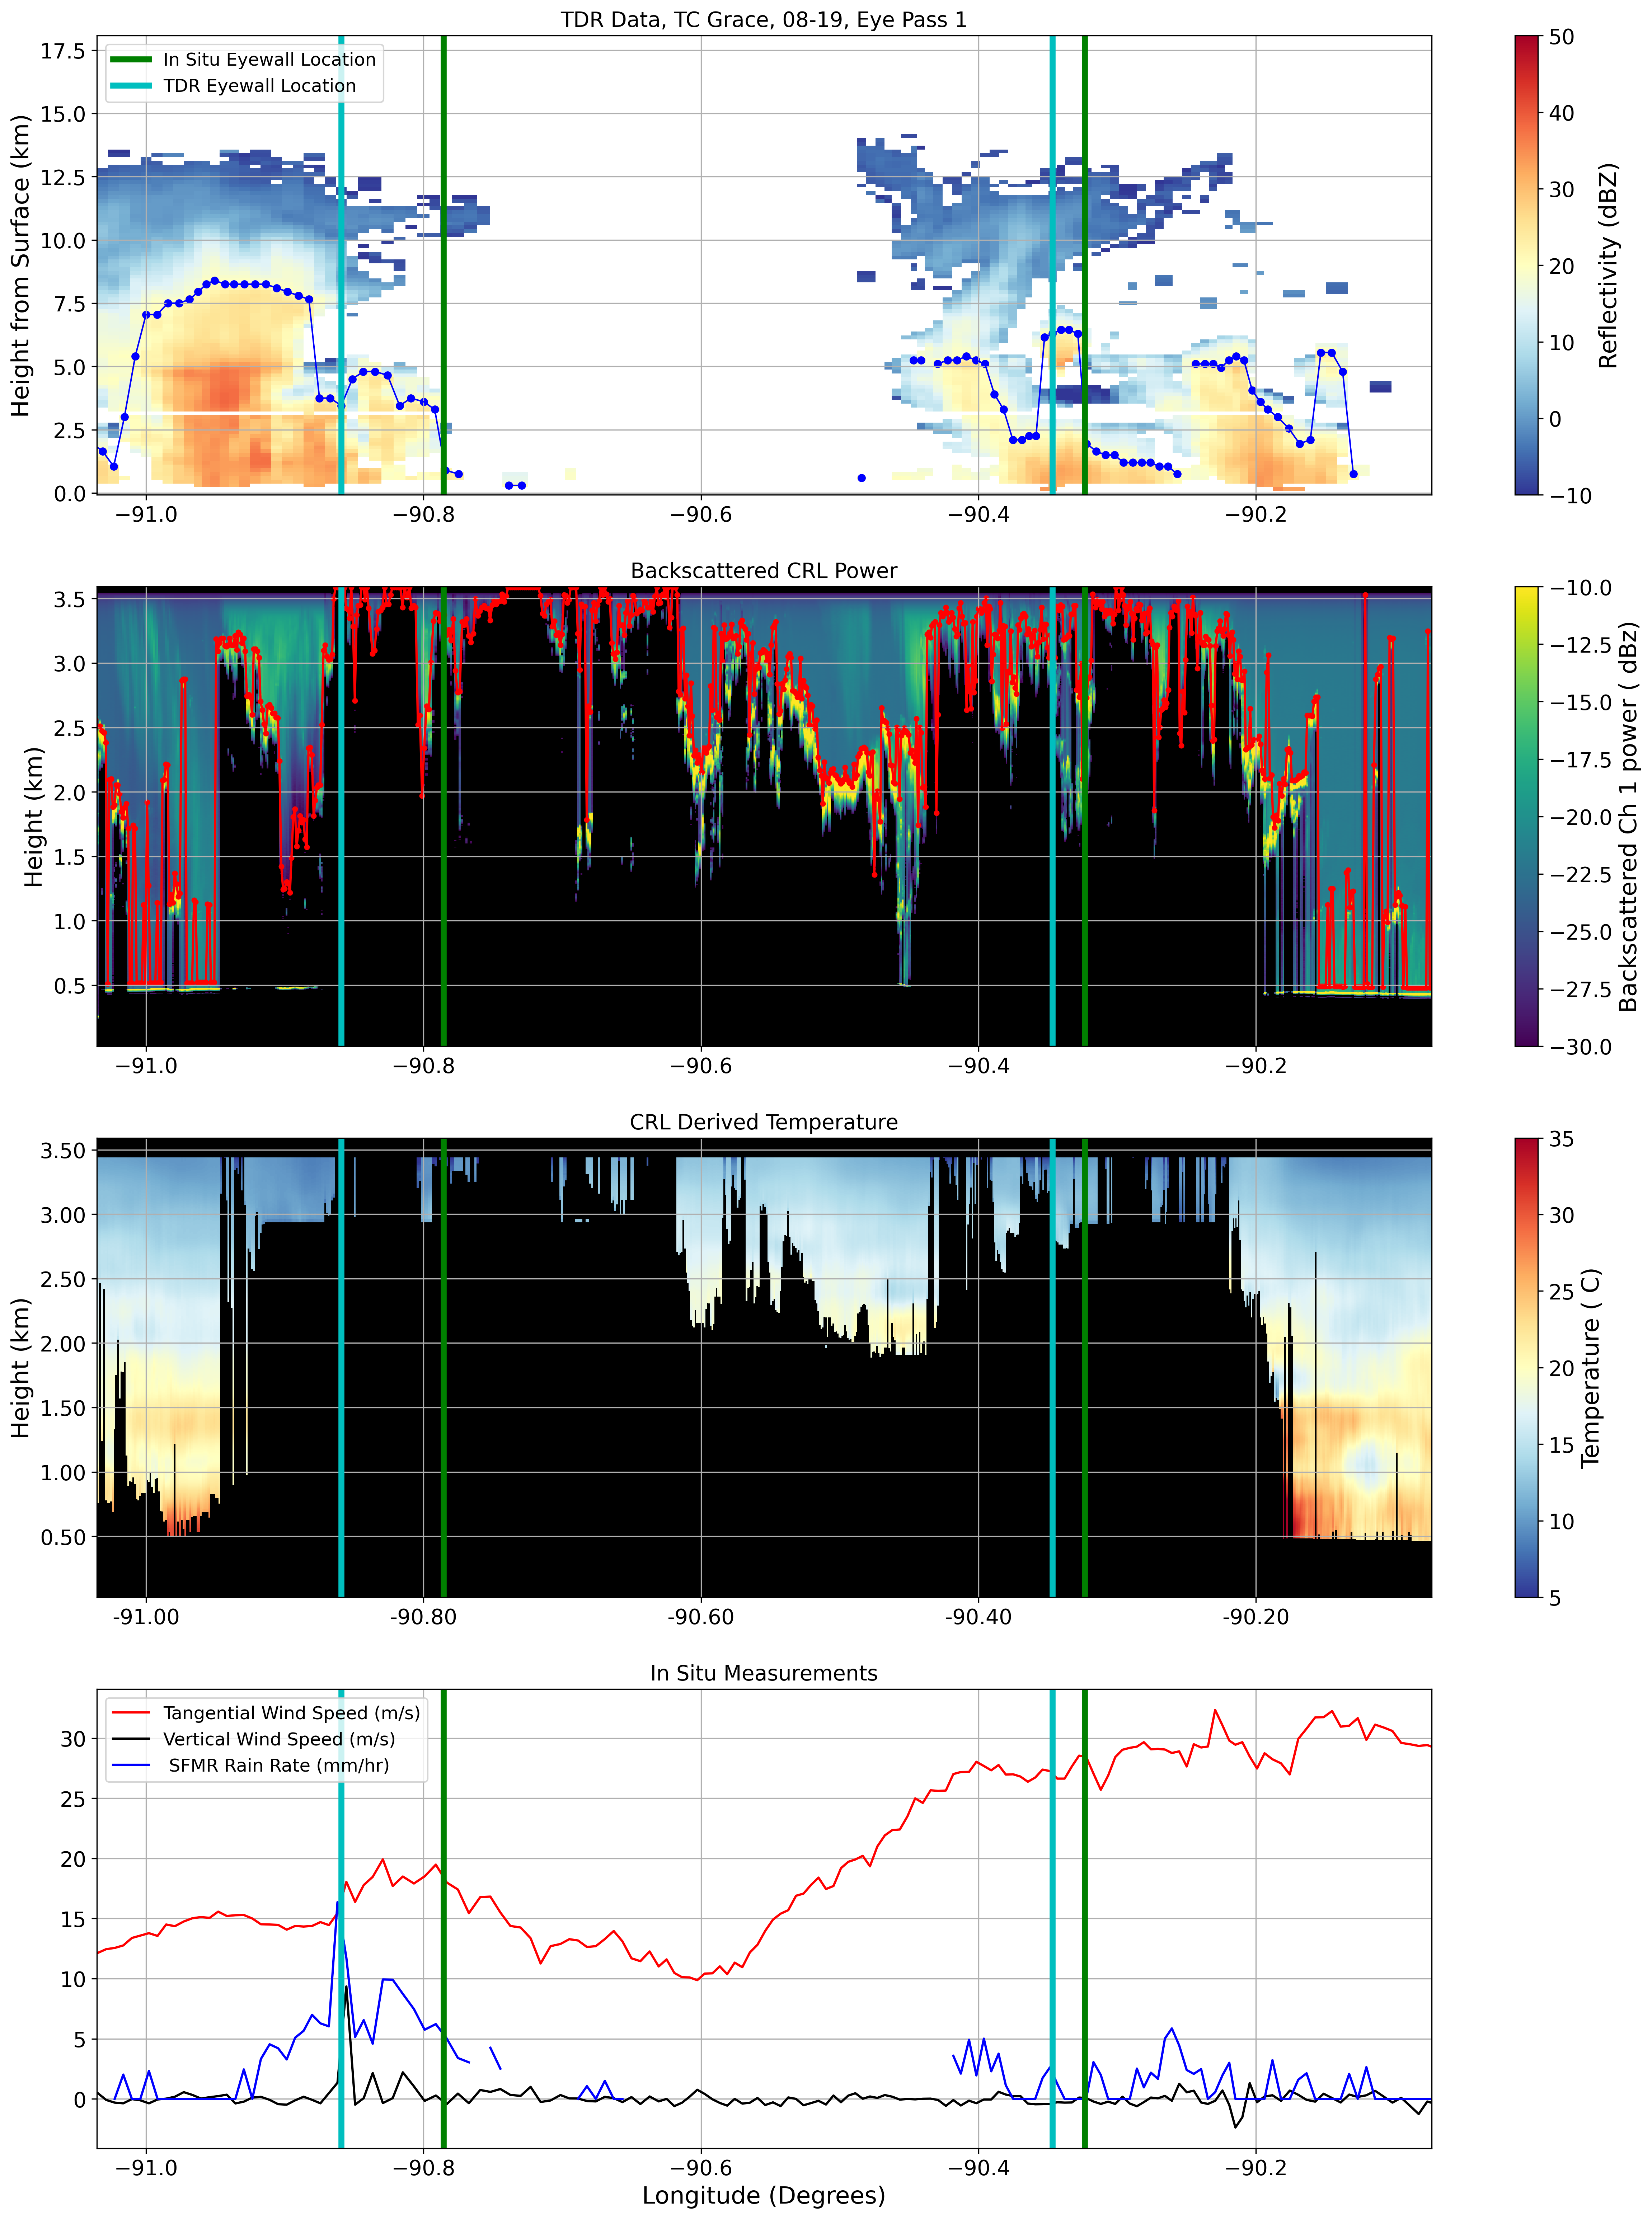 TDR Data, TC Grace, 08-19, Eye Pass 1
In Situ Eyewall Location
TDR Eyewall Location
Height from Surface (km)
17.5
15.0
12.5
10.0
7.5
5.0
2.5
0.0
−91.0 −90.8 −90.6 −90.4 −90.2
50
40
30
20
10
0
−10
Reflectivity (dBZ)
Backscattered CRL Power
Height (km)
3.5
3.0
2.5
2.0
1.5
1.0
0.5
−91.0 −90.8 −90.6 −90.4 −90.2
−10.0
−12.5
−15.0
−17.5
−20.0
−22.5
−25.0
−27.5
−30.0
Backscattered Ch 1 power ( dBz)
CRL Derived Temperature
Height (km)
3.50
3.00
2.50
2.00
1.50
1.00
0.50
-91.00 -90.80 -90.60 -90.40 -90.20
35
30
25
20
15
10
5
Temperature ( C)
In Situ Measurements
Tangential Wind Speed (m/s)
Vertical Wind Speed (m/s)
SFMR Rain Rate (mm/hr)
30
25
20
15
10
5
0
−91.0 −90.8 −90.6 −90.4 −90.2
Longitude (Degrees)